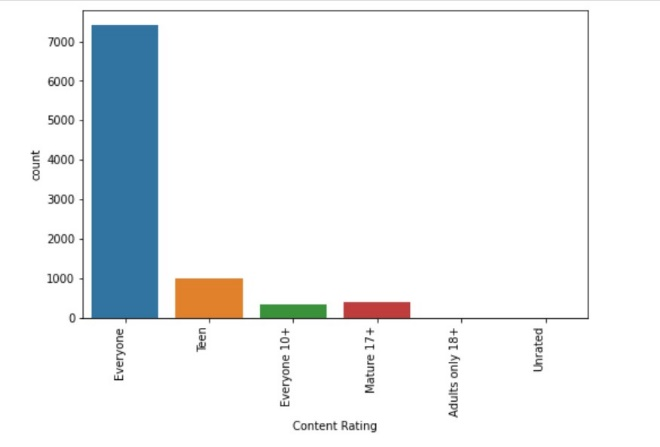 7000
6000
5000
4000
3000
2000
1000
0
count
Everyone
Teen
Everyone 10+
Mature 17+
Adults only 18+
Unrated
Content Rating